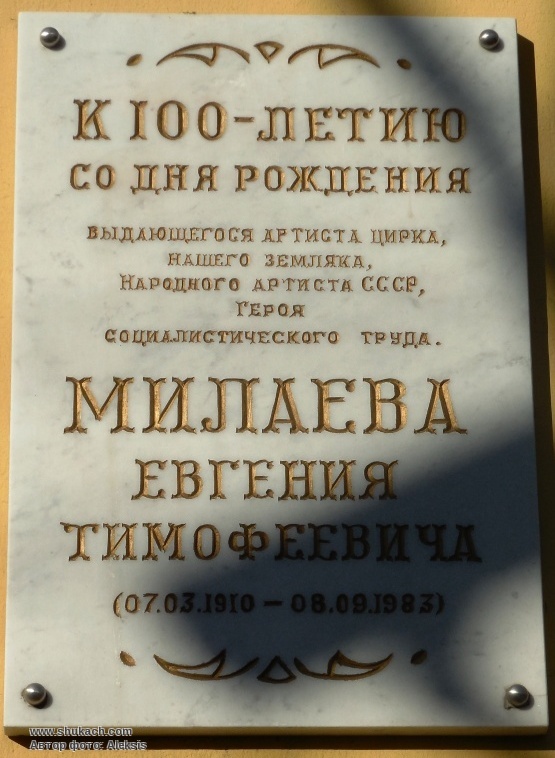 К 100-ЛЕТИЮ
СО ДНЯ РОЖДЕНИЯ
ВЫДАЮЩЕГОСЯ АРТИСТА ЦИРКА,
НАШЕГО ЗЕМЛЯКА,
НАРОДНОГО АРТИСТА СССР,
ГЕРОЯ
СОЦИАЛИСТИЧЕСКОГО ТРУДА.
МИЛАЕВА
ЕВГЕНИЯ
ТИМОФЕЕВИЧА
(07.03.1910 – 08.09.1983)
www.shukach.com
Автор фото: Aleksis